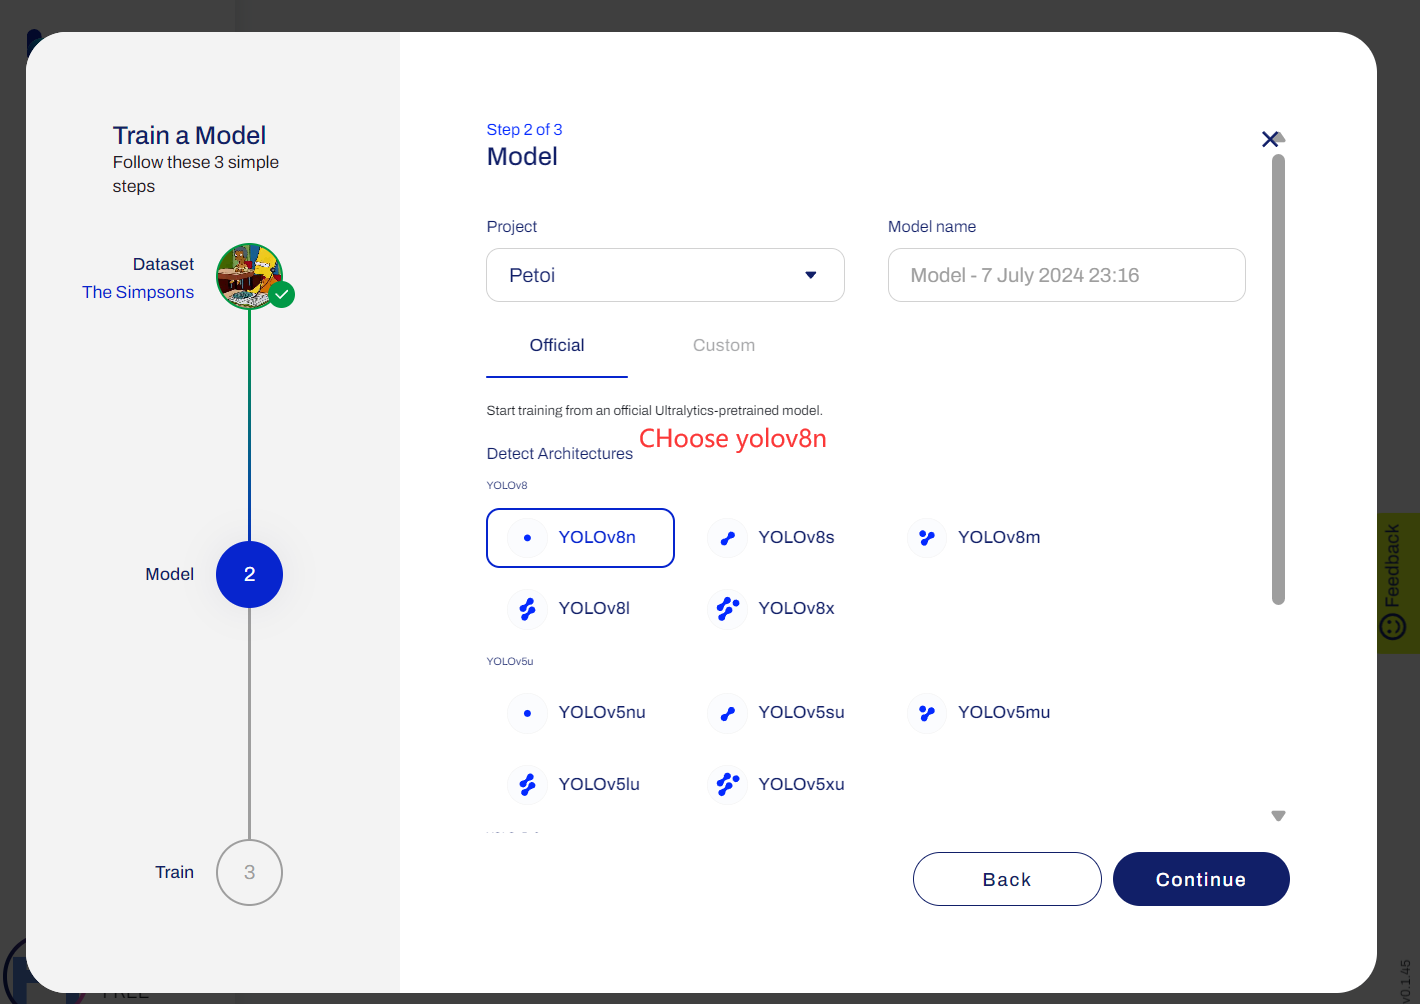 Train a Model
Follow these 3 simple
steps
Dataset
The Simpsons
Model
2
Train
3
Step 2 of 3
Model
Project
Model name
Petoi
Model - 7 July 2024 23:16
Official
Custom
Start training from an official Ultralytics-pretrained model.
CHoose yolov8n
Detect Architectures
YOLOv8
YOLOv8n
YOLOv8s
YOLOv8m
YOLOv8l
YOLOv8x
YOLOv5u
YOLOv5nu
YOLOv5su
YOLOv5mu
YOLOv5lu
YOLOv5xu
Back
Continue
Feedback
v0.1.45
FREE